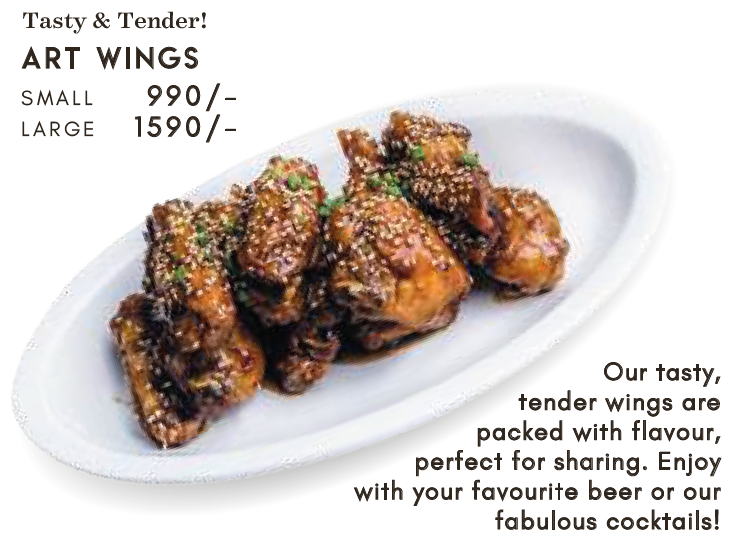 Tasty & Tender!
ART WINGS
SMALL 990/-
LARGE 1590/-
Our tasty,
tender wings are
packed with flavour,
perfect for sharing. Enjoy
with your favourite beer or our
fabulous cocktails!